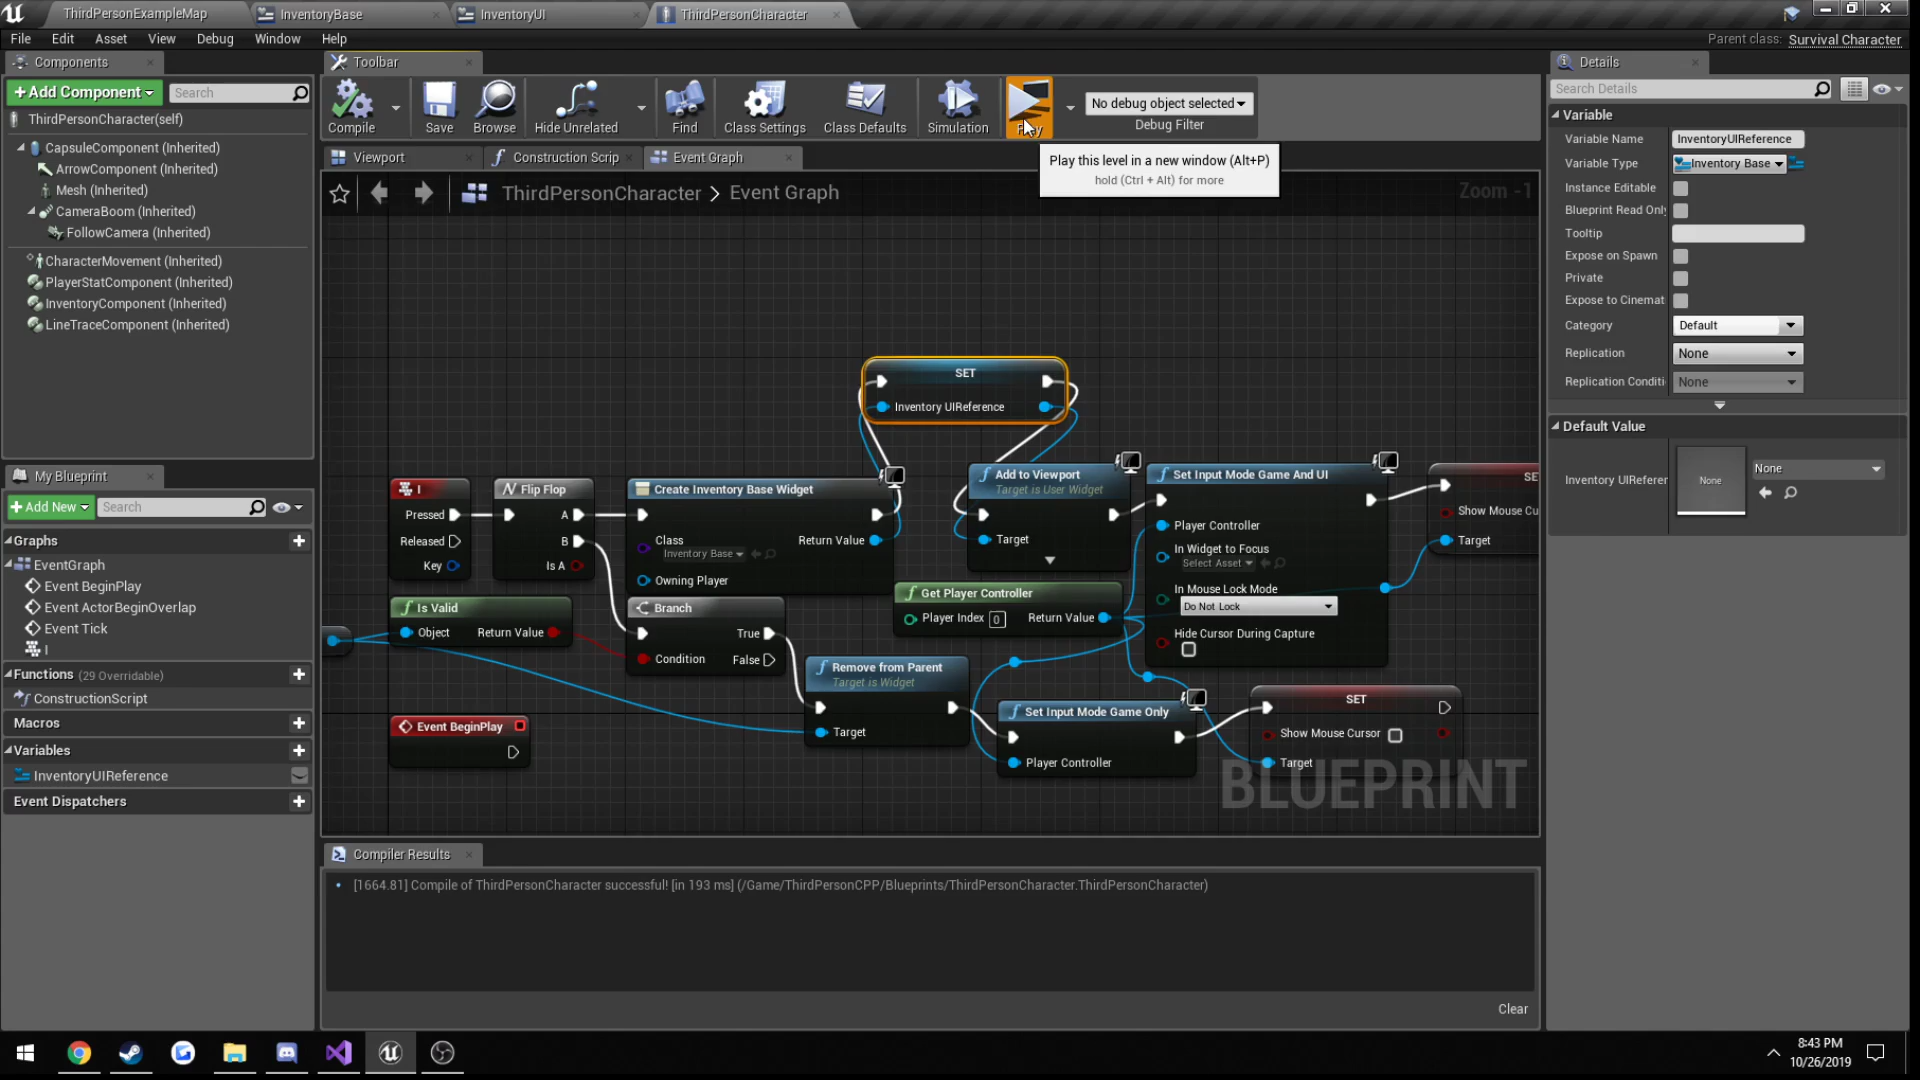 ThirdPersonExampleMap
InventoryBase
InventoryUI
ThirdPersonCharacter
File Edit Asset View Debug Window Help
Parent class: Survival Character
Components
+Add Component
Search
ThirdPersonCharacter(self)
CapsuleComponent (Inherited)
ArrowComponent (Inherited)
Mesh (Inherited)
CameraBoom (Inherited)
FollowCamera (Inherited)
CharacterMovement (Inherited)
PlayerStatComponent (Inherited)
InventoryComponent (Inherited)
LineTraceComponent (Inherited)
My Blueprint
+Add New
Search
Graphs
EventGraph
Event BeginPlay
Event ActorBeginOverlap
Event Tick
I
Functions (29 Overridable)
ConstructionScript
Macros
Variables
InventoryUIReference
Event Dispatchers
Toolbar
Compile
Save
Browse
Hide Unrelated
Find
Class Settings
Class Defaults
Simulation
Play
No debug object selected
Debug Filter
Play this level in a new window (Alt+P)
hold (Ctrl + Alt) for more
Viewport
Construction Scrip
Event Graph
ThirdPersonCharacter > Event Graph
Zoom -1
SET
Inventory UIReference
I
Pressed
Released
Key
Flip Flop
A
B
Is A
Create Inventory Base Widget
Class
Inventory Base
Return Value
Owning Player
Add to Viewport
Target is User Widget
Target
Set Input Mode Game And UI
Player Controller
In Widget to Focus
Select Asset
In Mouse Lock Mode
Do Not Lock
Hide Cursor During Capture
SE
Show Mouse Cu
Target
Is Valid
Object
Return Value
Branch
True
Condition
False
Get Player Controller
Player Index 0
Return Value
Remove from Parent
Target is Widget
Target
Set Input Mode Game Only
Player Controller
SET
Show Mouse Cursor
Target
Event BeginPlay
BLUEPRINT
Compiler Results
[1664.81] Compile of ThirdPersonCharacter successful! [in 193 ms] (/Game/ThirdPersonCPP/Blueprints/ThirdPersonCharacter.ThirdPersonCharacter)
Clear
Details
Search Details
Variable
Variable Name InventoryUIReference
Variable Type Inventory Base
Instance Editable
Blueprint Read Only
Tooltip
Expose on Spawn
Private
Expose to Cinemat
Category Default
Replication None
Replication Conditi None
Default Value
Inventory UIReferer
None
None
8:43 PM
10/26/2019